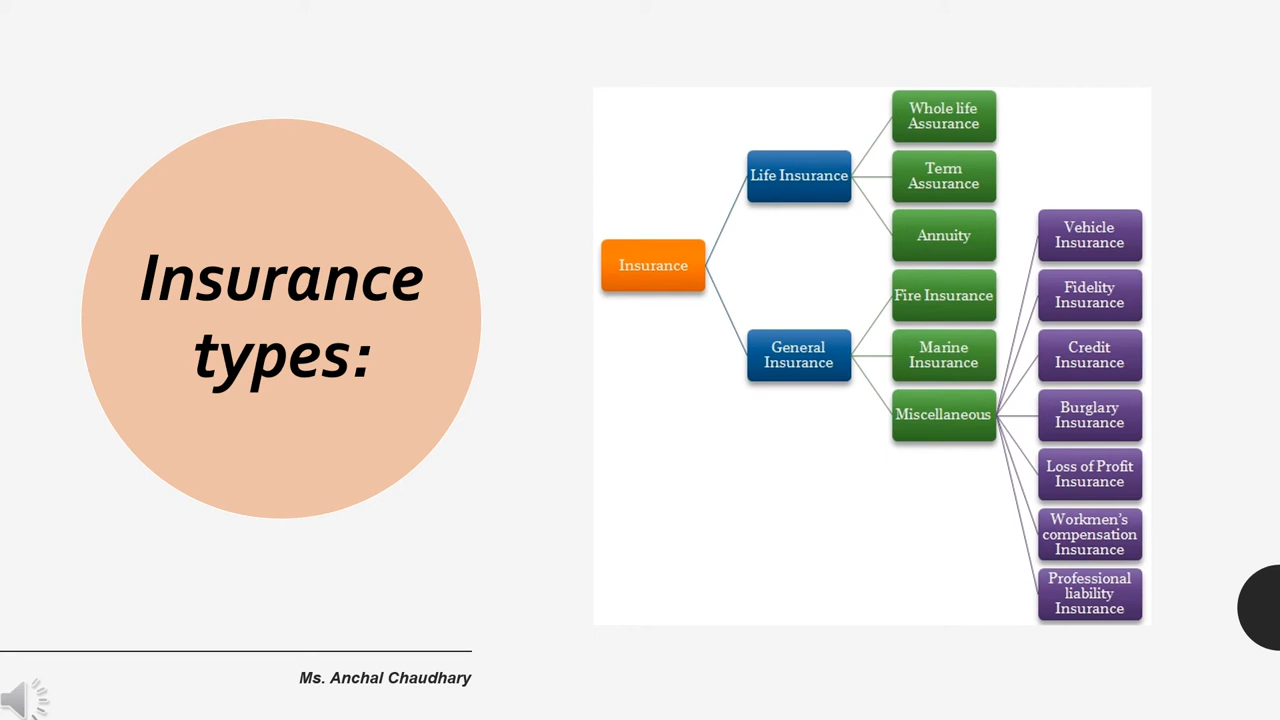 Insurance
types:
Ms. Anchal Chaudhary
Insurance
Life Insurance
General
Insurance
Whole life
Assurance
Term
Assurance
Annuity
Fire Insurance
Marine
Insurance
Miscellaneous
Vehicle
Insurance
Fidelity
Insurance
Credit
Insurance
Burglary
Insurance
Loss of Profit
Insurance
Workmen's
compensation
Insurance
Professional
liability
Insurance